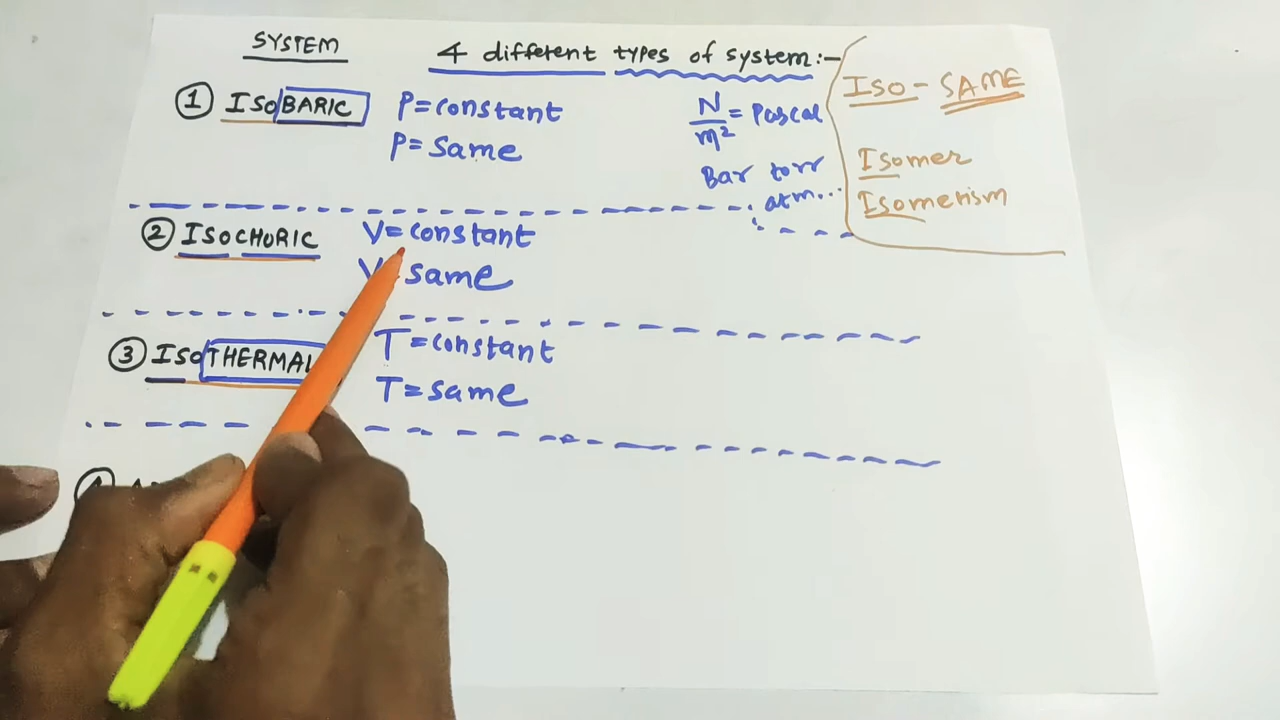 SYSTEM
4 different types of system:-
① ISOBARIC P=constant
P=same
N/m² = Pascal
Bar torr
atm...
ISO - SAME
Isomer
Isomerism
② ISOCHORIC V=constant
V= same
③ ISOTHERMAL T=constant
T=same